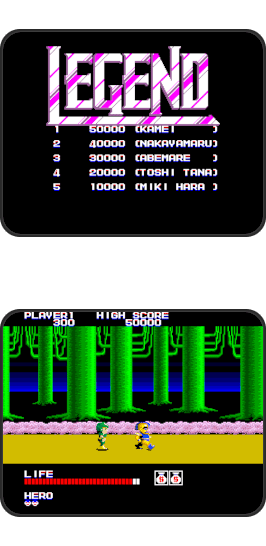 LEGEND
1 50000 (KAMEI )
2 40000 (NAKAYAMARU)
3 30000 (ABEMARE )
4 20000 (TOSHI TANA)
5 10000 (MIKI HARA )
PLAYER1 HIGH SCORE
300 50000
LIFE
HERO